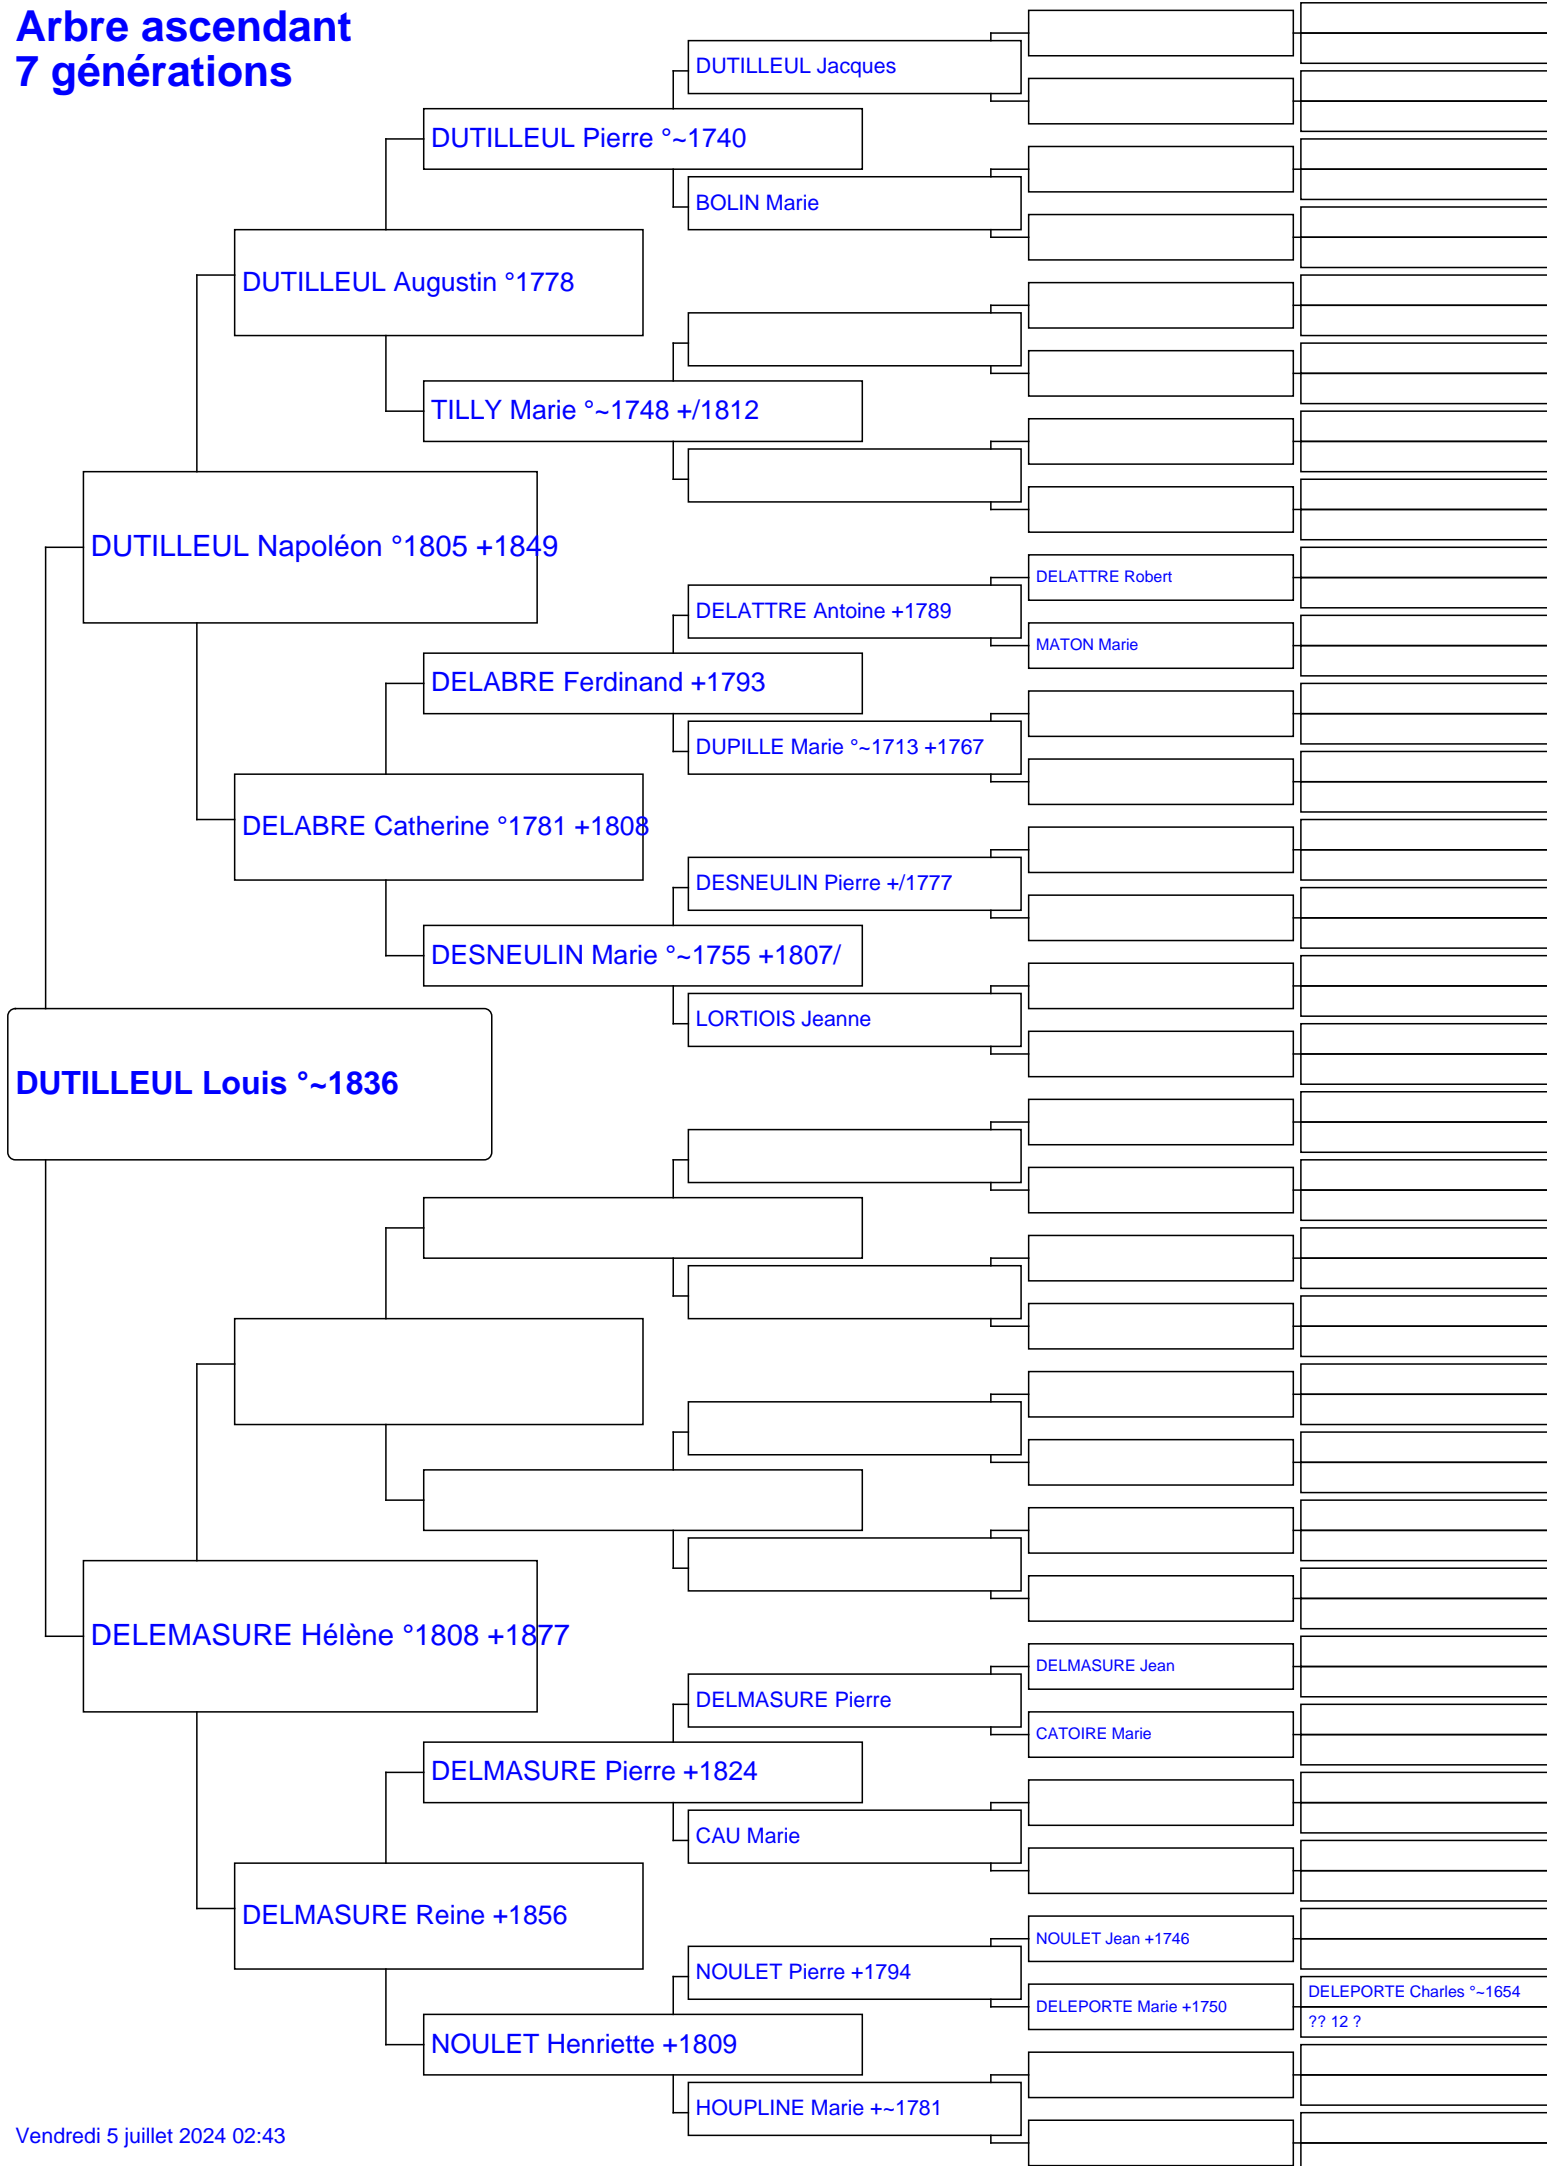 Arbre ascendant
7 générations
DUTILLEUL Jacques
DUTILLEUL Pierre °~1740
BOLIN Marie
DUTILLEUL Augustin °1778
TILLY Marie °~1748 +/1812
DUTILLEUL Napoléon °1805 +1849
DELATTRE Robert
DELATTRE Antoine +1789
MATON Marie
DELABRE Ferdinand +1793
DUPILLE Marie °~1713 +1767
DELABRE Catherine °1781 +1808
DESNEULIN Pierre +/1777
DESNEULIN Marie °~1755 +1807/
LORTIOIS Jeanne
DUTILLEUL Louis °~1836
DELEMASURE Hélène °1808 +1877
DELMASURE Jean
DELMASURE Pierre
CATOIRE Marie
DELMASURE Pierre +1824
CAU Marie
DELMASURE Reine +1856
NOULET Jean +1746
NOULET Pierre +1794
DELEPORTE Charles °~1654
DELEPORTE Marie +1750
?? 12 ?
NOULET Henriette +1809
HOUPLINE Marie +~1781
Vendredi 5 juillet 2024 02:43